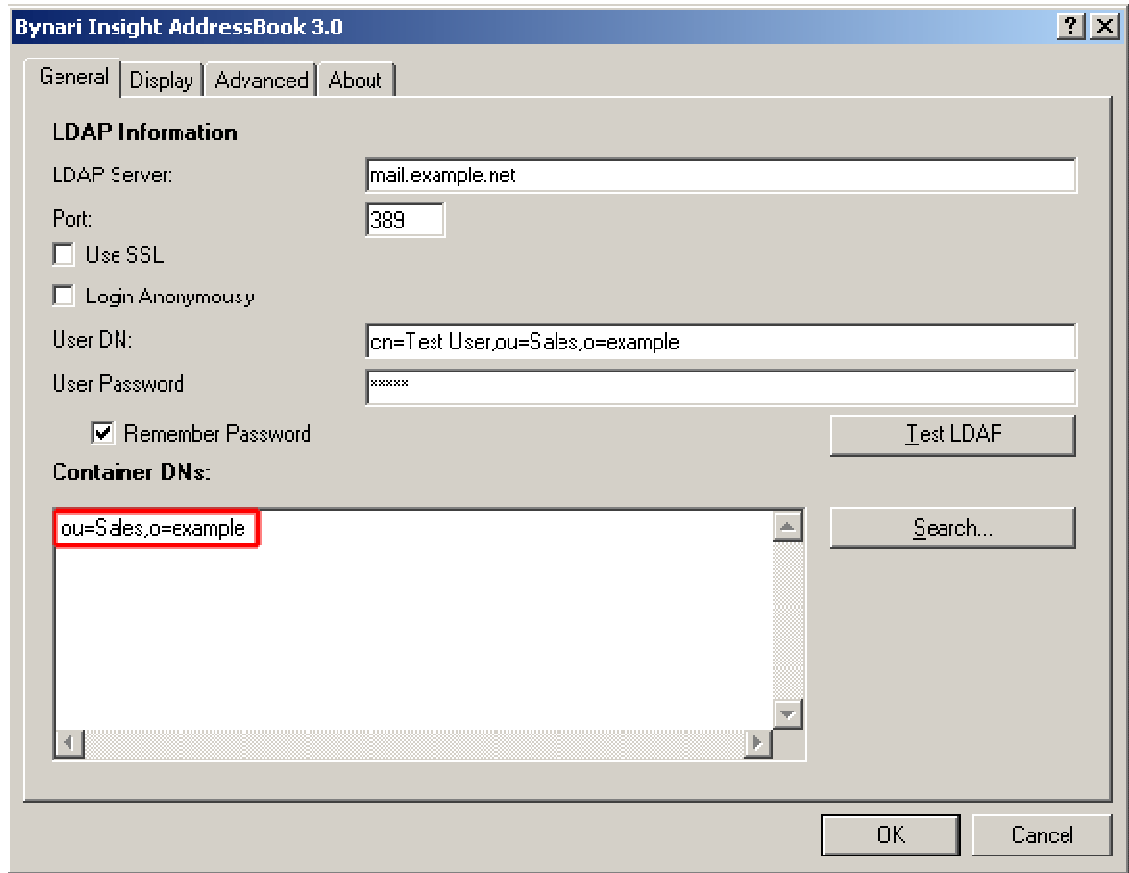 Bynari Insight AddressBook 3.0
General Display Advanced About
LDAP Information
LDAP Server: mail.example.net
Port: 389
Use SSL
Login Anonymousy
User DN: cn=Test User,ou=Sales,o=example
User Password *****
Remember Password Test LDAP
Container DNs:
ou=Sales,o=example Search...
OK Cancel